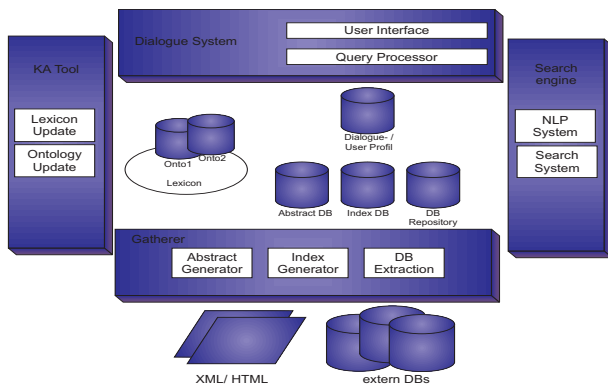 Dialogue System
User Interface
Query Processor
KA Tool
Lexicon
Update
Ontology
Update
Search
engine
NLP
System
Search
System
Dialogue- /
User Profil
Onto1
Onto2
Lexicon
Abstract DB
Index DB
DB
Repository
Gatherer
Abstract
Generator
Index
Generator
DB
Extraction
XML/ HTML
extern DBs